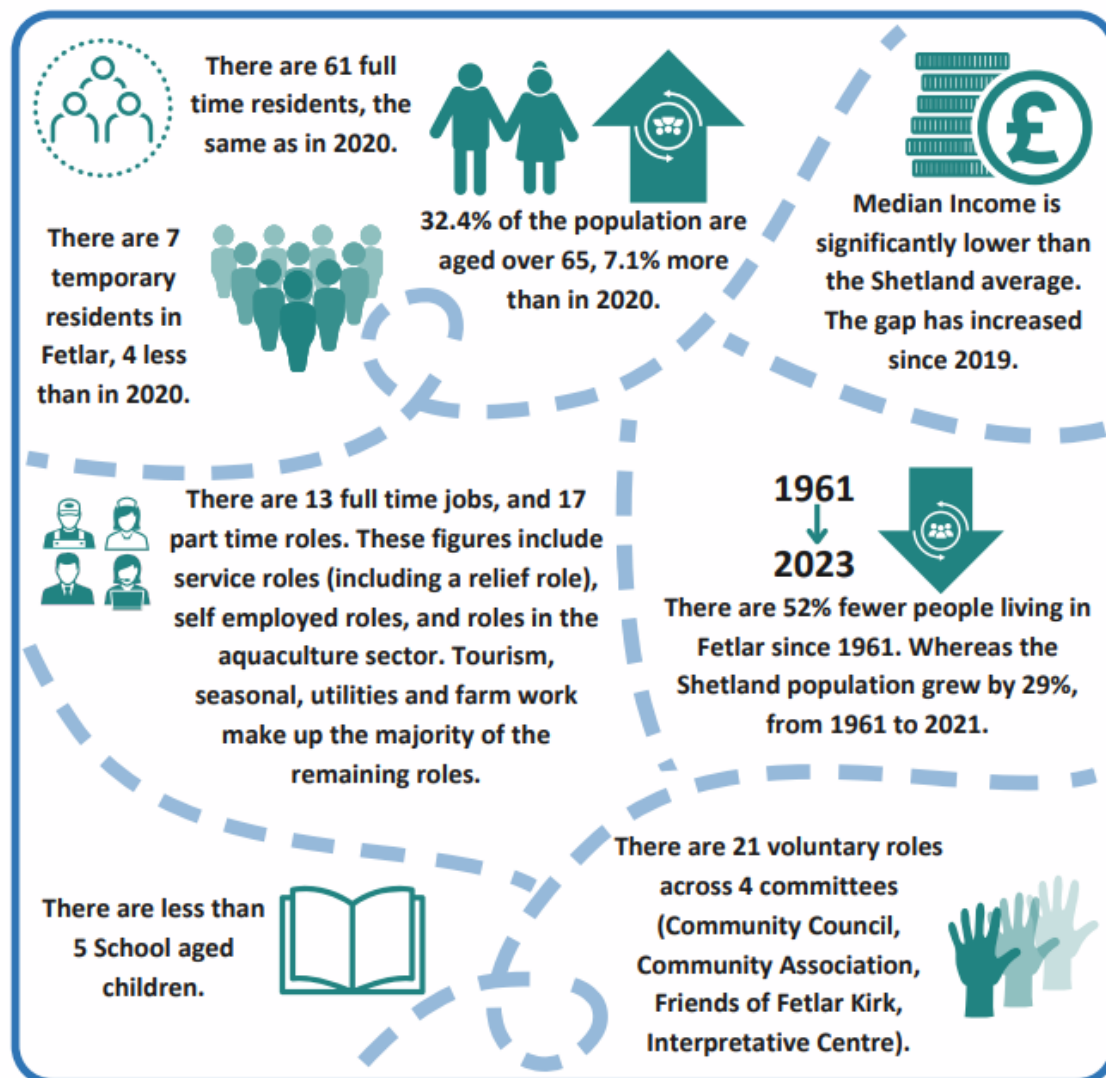 There are 61 full
time residents, the
same as in 2020.
32.4% of the population are
aged over 65, 7.1% more
than in 2020.
£
Median Income is
significantly lower than
the Shetland average.
The gap has increased
since 2019.
There are 7
temporary
residents in
Fetlar, 4 less
than in 2020.
There are 13 full time jobs, and 17
part time roles. These figures include
service roles (including a relief role),
self employed roles, and roles in the
aquaculture sector. Tourism,
seasonal, utilities and farm work
make up the majority of the
remaining roles.
1961
2023
There are 52% fewer people living in
Fetlar since 1961. Whereas the
Shetland population grew by 29%,
from 1961 to 2021.
There are less than
5 School aged
children.
There are 21 voluntary roles
across 4 committees
(Community Council,
Community Association,
Friends of Fetlar Kirk,
Interpretative Centre).